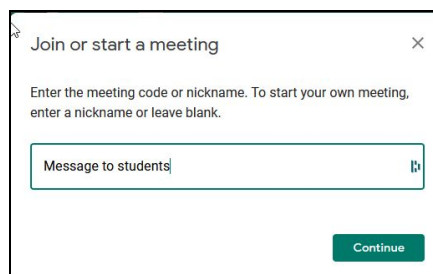 Join or start a meeting
Enter the meeting code or nickname. To start your own meeting,
enter a nickname or leave blank.
Message to students
Continue